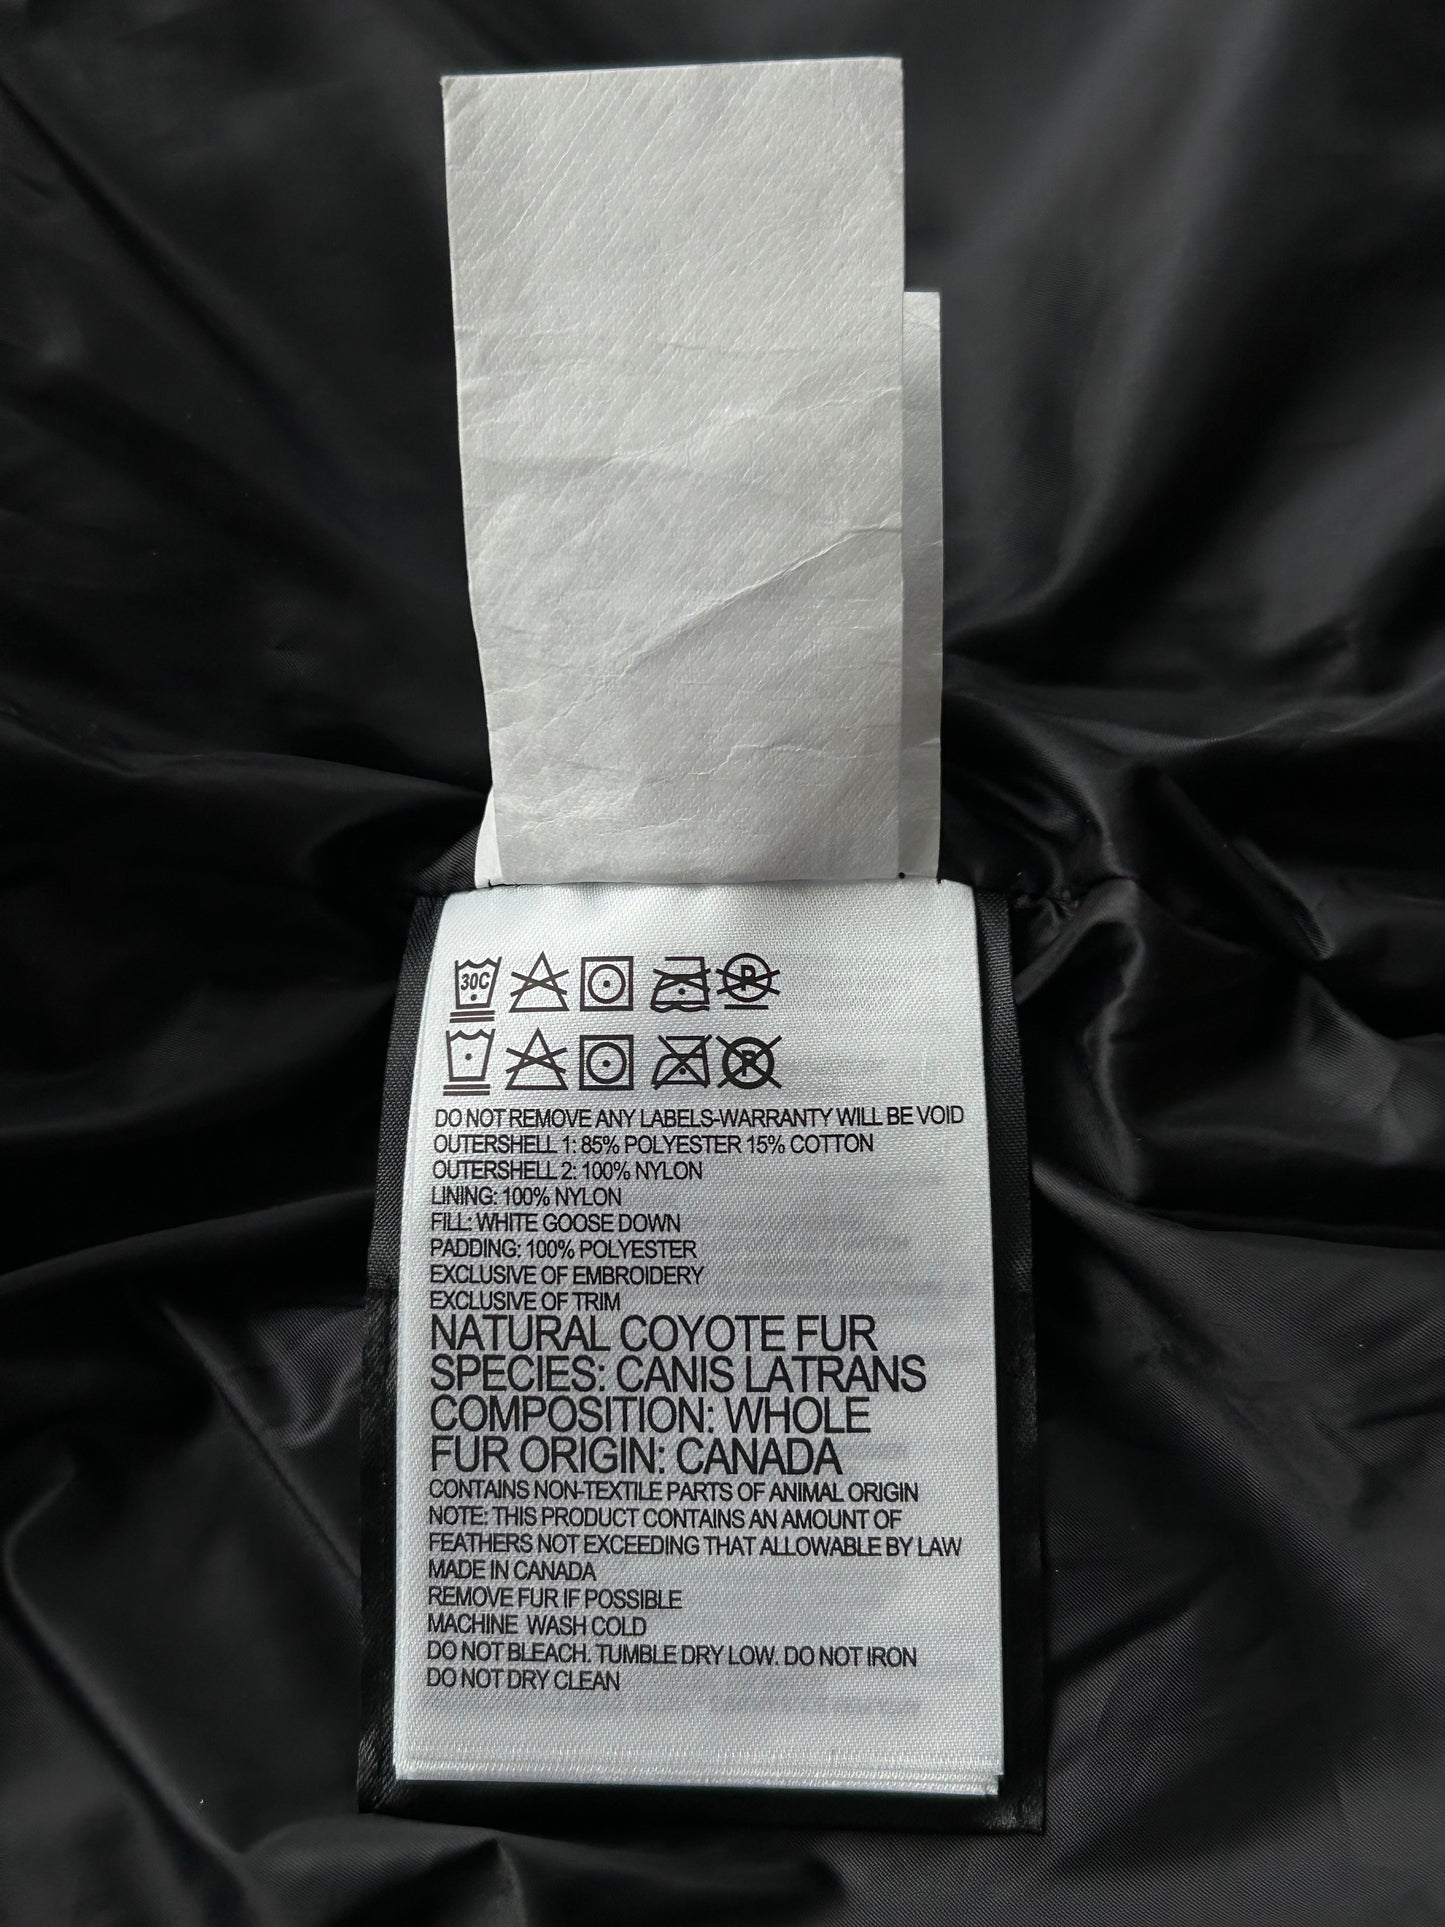 30C P
P
DO NOT REMOVE ANY LABELS-WARRANTY WILL BE VOID
OUTERSHELL 1: 85% POLYESTER 15% COTTON
OUTERSHELL 2: 100% NYLON
LINING: 100% NYLON
FILL: WHITE GOOSE DOWN
PADDING: 100% POLYESTER
EXCLUSIVE OF EMBROIDERY
EXCLUSIVE OF TRIM
NATURAL COYOTE FUR
SPECIES: CANIS LATRANS
COMPOSITION: WHOLE
FUR ORIGIN: CANADA
CONTAINS NON-TEXTILE PARTS OF ANIMAL ORIGIN
NOTE: THIS PRODUCT CONTAINS AN AMOUNT OF
FEATHERS NOT EXCEEDING THAT ALLOWABLE BY LAW
MADE IN CANADA
REMOVE FUR IF POSSIBLE
MACHINE WASH COLD
DO NOT BLEACH. TUMBLE DRY LOW. DO NOT IRON
DO NOT DRY CLEAN